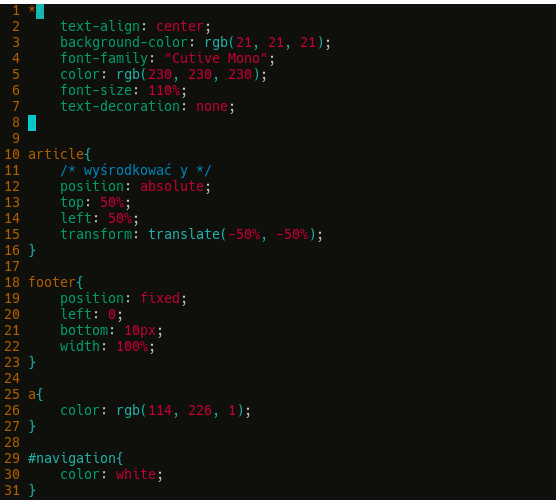 1 *{
2 text-align: center;
3 background-color: rgb(21, 21, 21);
4 font-family: "Cutive Mono";
5 color: rgb(230, 230, 230);
6 font-size: 110%;
7 text-decoration: none;
8 }
9
10 article{
11 /* wyśrodkować y */
12 position: absolute;
13 top: 50%;
14 left: 50%;
15 transform: translate(-50%, -50%);
16 }
17
18 footer{
19 position: fixed;
20 left: 0;
21 bottom: 10px;
22 width: 100%;
23 }
24
25 a{
26 color: rgb(114, 226, 1);
27 }
28
29 #navigation{
30 color: white;
31 }